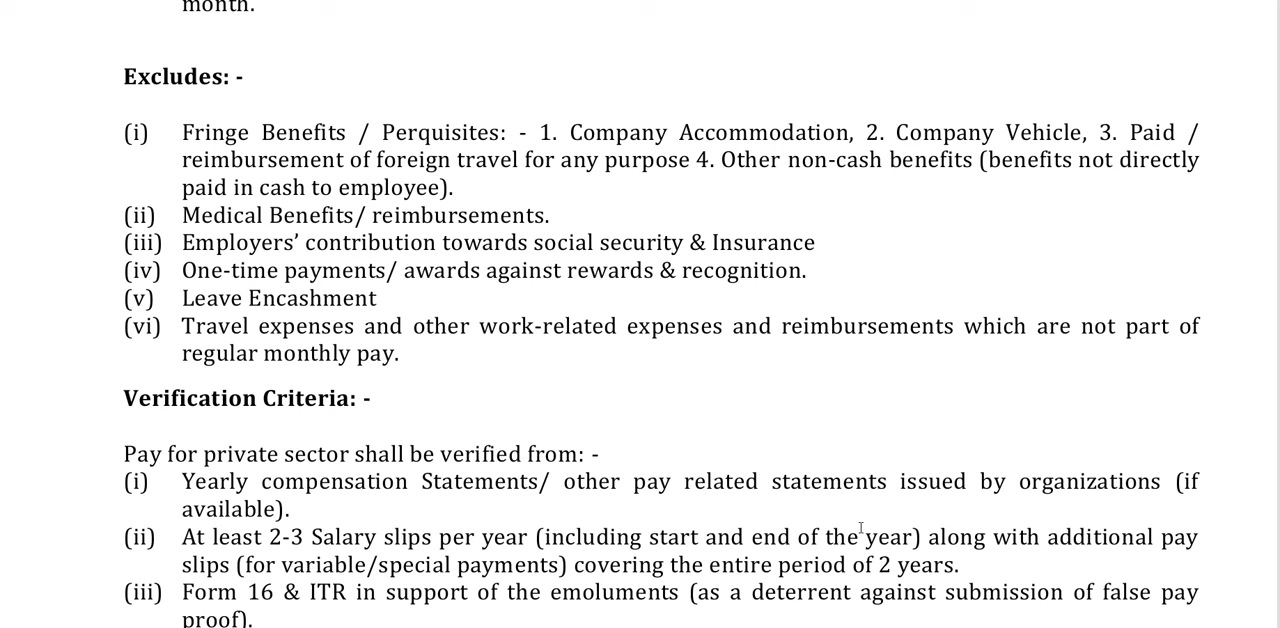 month.
Excludes: -
(i) Fringe Benefits / Perquisites: - 1. Company Accommodation, 2. Company Vehicle, 3. Paid /
reimbursement of foreign travel for any purpose 4. Other non-cash benefits (benefits not directly
paid in cash to employee).
(ii) Medical Benefits/ reimbursements.
(iii) Employers’ contribution towards social security & Insurance
(iv) One-time payments/ awards against rewards & recognition.
(v) Leave Encashment
(vi) Travel expenses and other work-related expenses and reimbursements which are not part of
regular monthly pay.
Verification Criteria: -
Pay for private sector shall be verified from: -
(i) Yearly compensation Statements/ other pay related statements issued by organizations (if
available).
(ii) At least 2-3 Salary slips per year (including start and end of the year) along with additional pay
slips (for variable/special payments) covering the entire period of 2 years.
(iii) Form 16 & ITR in support of the emoluments (as a deterrent against submission of false pay
proof).